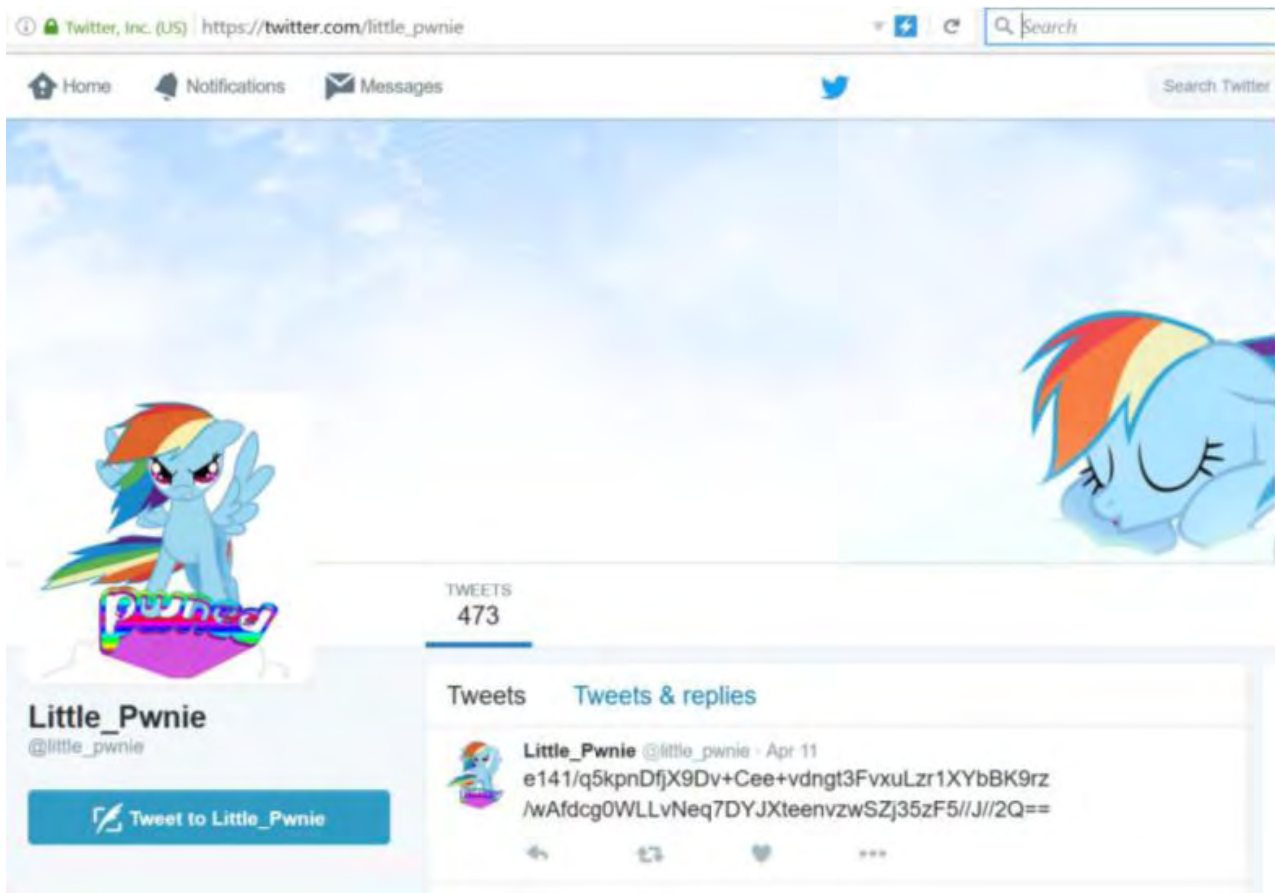 Twitter, Inc. (US) https://twitter.com/little_pwnie
Search
Home Notifications Messages
Search Twitter
pwned
TWEETS
473
Tweets Tweets & replies
Little_Pwnie
@little_pwnie
Tweet to Little_Pwnie
Little_Pwnie @little_pwnie · Apr 11
e141/q5kpnDfjX9Dv+Cee+vdngt3FvxuLzr1XYbBK9rz
/wAfdcg0WLLvNeq7DYJXteenvzwSZj35zF5//J//2Q==